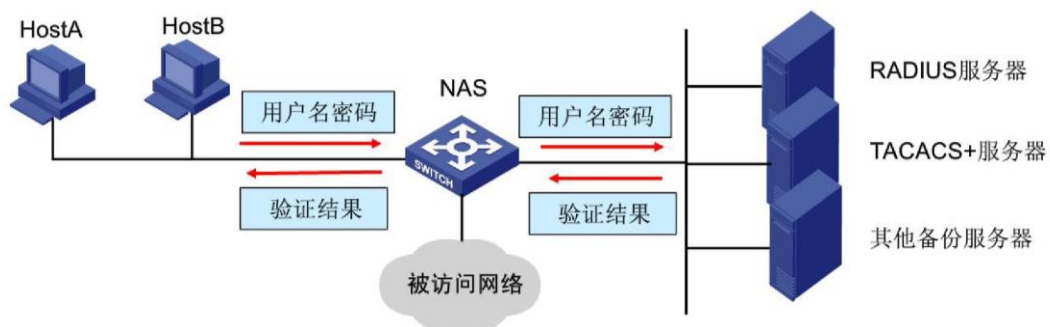 HostA
HostB
用户名密码
验证结果
NAS
SWITCH
用户名密码
验证结果
被访问网络
RADIUS服务器
TACACS+服务器
其他备份服务器